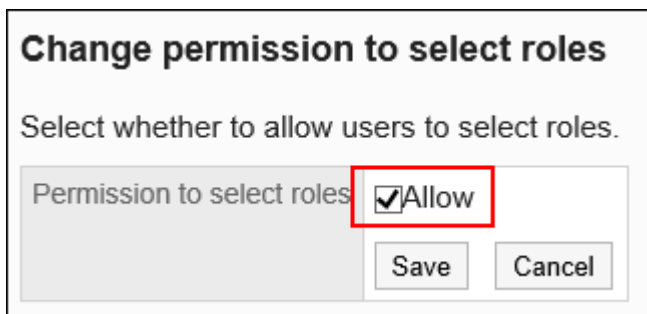 Change permission to select roles
Select whether to allow users to select roles.
Permission to select roles
Allow
Save
Cancel